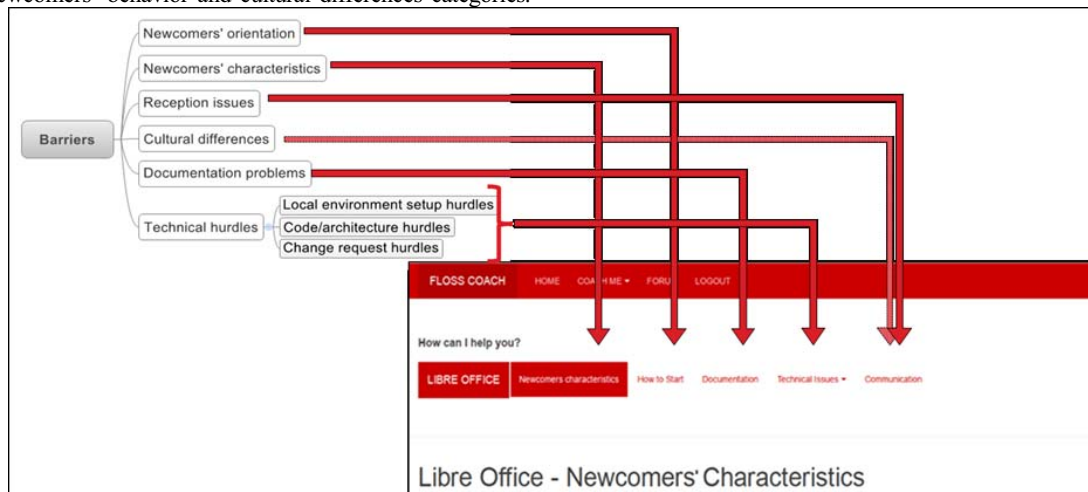 newcomers' behavior and cultural differences categories.
Newcomers' orientation
Newcomers' characteristics
Reception issues
Barriers
Cultural differences
Documentation problems
Local environment setup hurdles
Technical hurdles
Code/architecture hurdles
Change request hurdles
FLOSS COACH HOME ME FORU LOGOUT
How can I help you?
LIBRE OFFICE Newcomers characteristics How to Start Documentation Technical Issues Communication
Libre Office - Newcomers' Characteristics